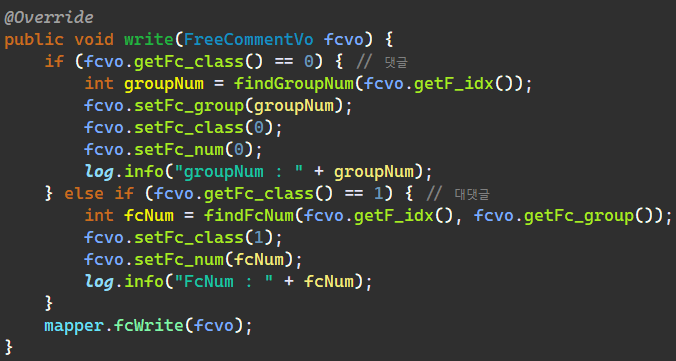 @Override
public void write(FreeCommentVo fcvo) {
    if (fcvo.getFc_class() == 0) { // 댓글
        int groupNum = findGroupNum(fcvo.getF_idx());
        fcvo.setFc_group(groupNum);
        fcvo.setFc_class(0);
        fcvo.setFc_num(0);
        log.info("groupNum : " + groupNum);
    } else if (fcvo.getFc_class() == 1) { // 대댓글
        int fcNum = findFcNum(fcvo.getF_idx(), fcvo.getFc_group());
        fcvo.setFc_class(1);
        fcvo.setFc_num(fcNum);
        log.info("FcNum : " + fcNum);
    }
    mapper.fcWrite(fcvo);
}